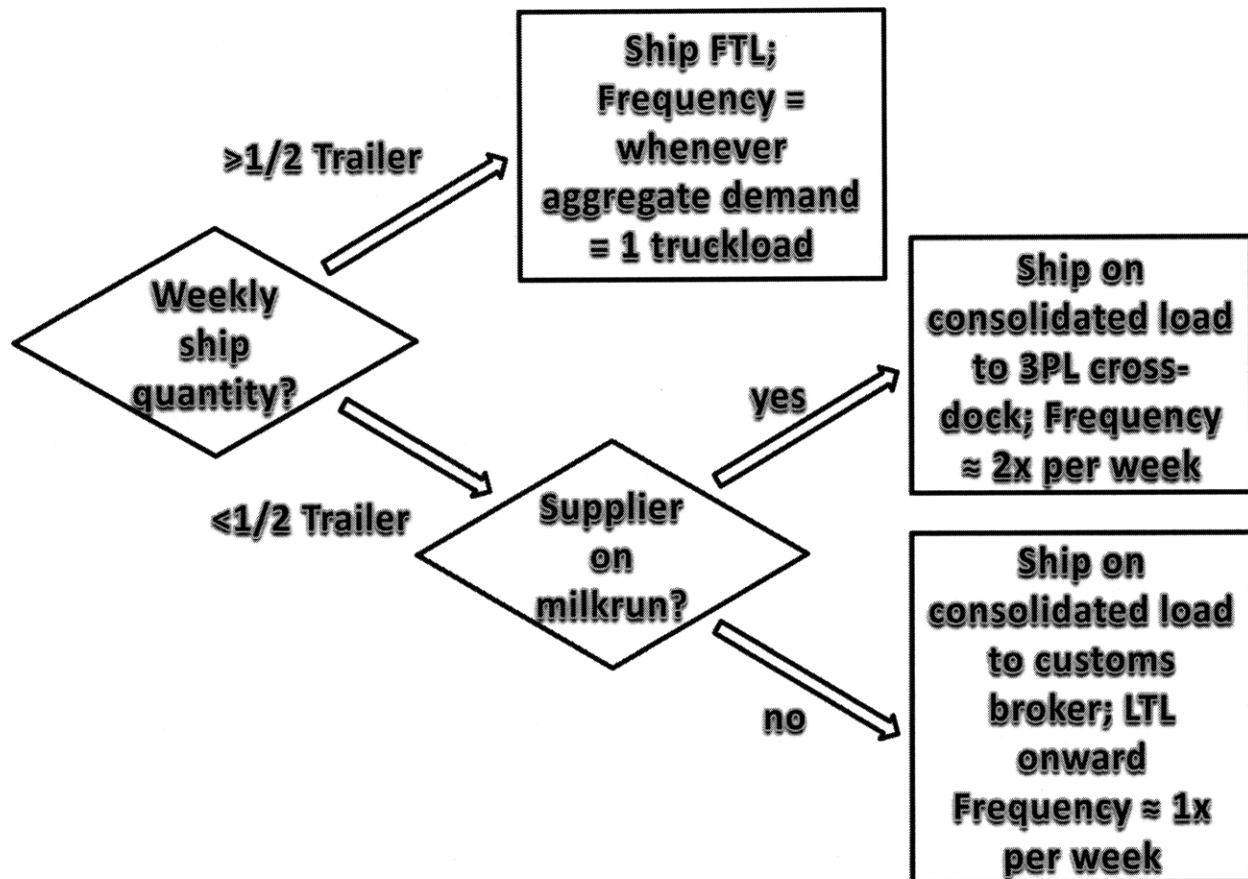 Ship FTL;
Frequency =
whenever
aggregate demand
= 1 truckload
>1/2 Trailer
Weekly
ship
quantity?
<1/2 Trailer
Supplier
on
milkrun?
yes
Ship on
consolidated load
to 3PL cross-
dock; Frequency
≈ 2x per week
no
Ship on
consolidated load
to customs
broker; LTL
onward
Frequency ≈ 1x
per week